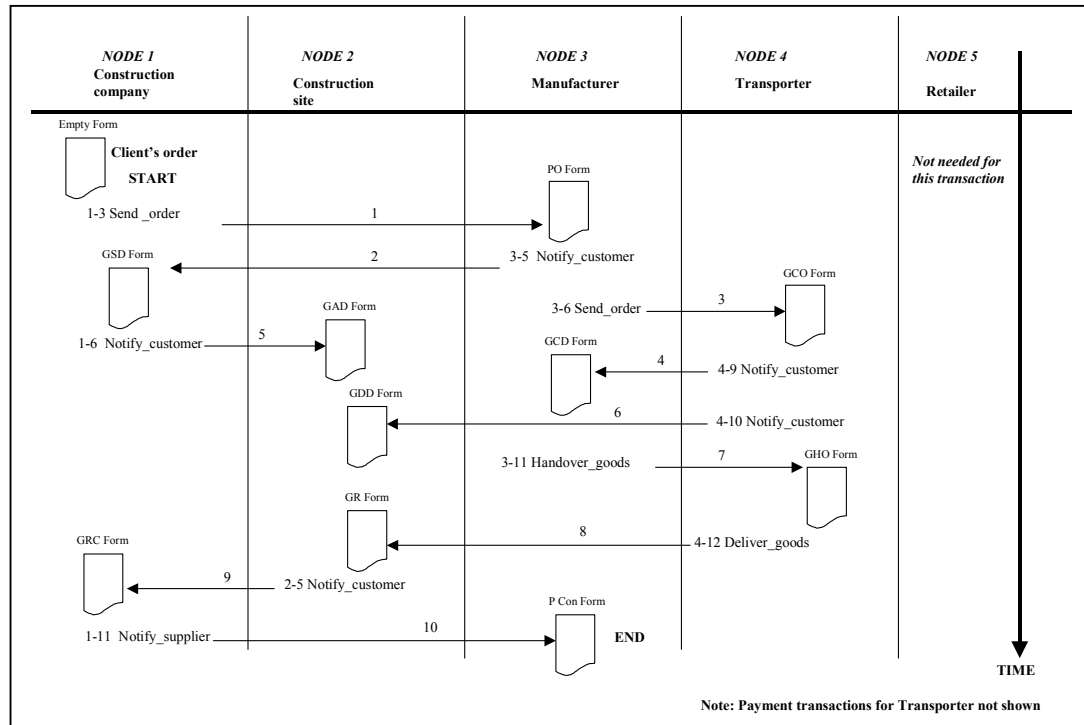 NODE 1
Construction
company
NODE 2
Construction
site
NODE 3
Manufacturer
NODE 4
Transporter
NODE 5
Retailer
Empty Form
Client's order
START
Not needed for
this transaction
PO Form
1-3 Send _order
1
GSD Form
2
3-5 Notify_customer
GCO Form
3-6 Send_order
3
GAD Form
1-6 Notify_customer
5
GCD Form
4
4-9 Notify_customer
GDD Form
6
4-10 Notify_customer
3-11 Handover_goods
7
GHO Form
GR Form
8
4-12 Deliver_goods
GRC Form
9
2-5 Notify_customer
P Con Form
1-11 Notify_supplier
10
END
TIME
Note: Payment transactions for Transporter not shown